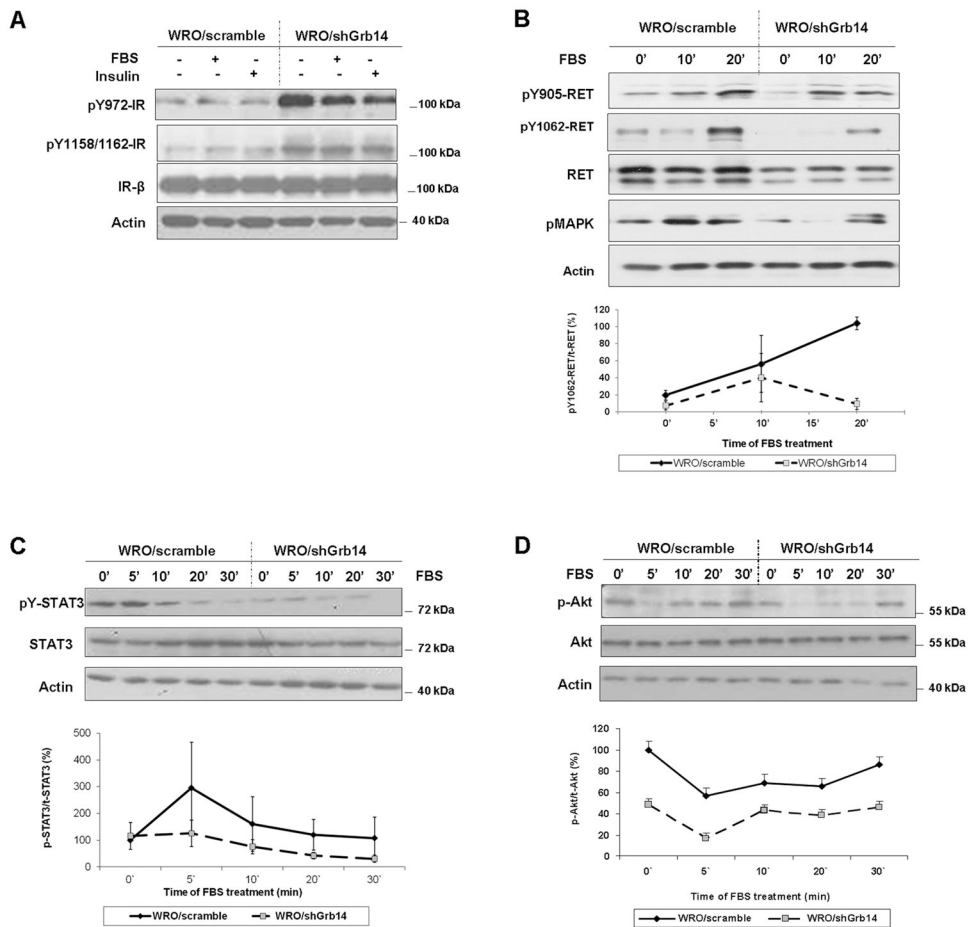 A
WRO/scramble WRO/shGrb14
FBS - + - - + -
Insulin - - + - - +
pY972-IR
100 kDa
pY1158/1162-IR
100 kDa
IR-β
100 kDa
Actin
40 kDa
B
WRO/scramble WRO/shGrb14
FBS 0' 10' 20' 0' 10' 20'
pY905-RET
pY1062-RET
RET
pMAPK
Actin
pY1062-RET/t-RET (%)
120
100
80
60
40
20
0
0' 5' 10' 15' 20'
Time of FBS treatment
WRO/scramble WRO/shGrb14
C
WRO/scramble WRO/shGrb14
0' 5' 10' 20' 30' 0' 5' 10' 20' 30' FBS
pY-STAT3
72 kDa
STAT3
72 kDa
Actin
40 kDa
p-STAT3/t-STAT3 (%)
500
400
300
200
100
0
0' 5' 10' 20' 30'
Time of FBS treatment (min)
WRO/scramble WRO/shGrb14
D
WRO/scramble WRO/shGrb14
FBS 0' 5' 10' 20' 30' 0' 5' 10' 20' 30'
p-Akt
55 kDa
Akt
55 kDa
Actin
40 kDa
p-Akt/t-Akt (%)
120
100
80
60
40
20
0
0' 5' 10' 20' 30'
Time of FBS treatment (min)
WRO/scramble WRO/shGrb14